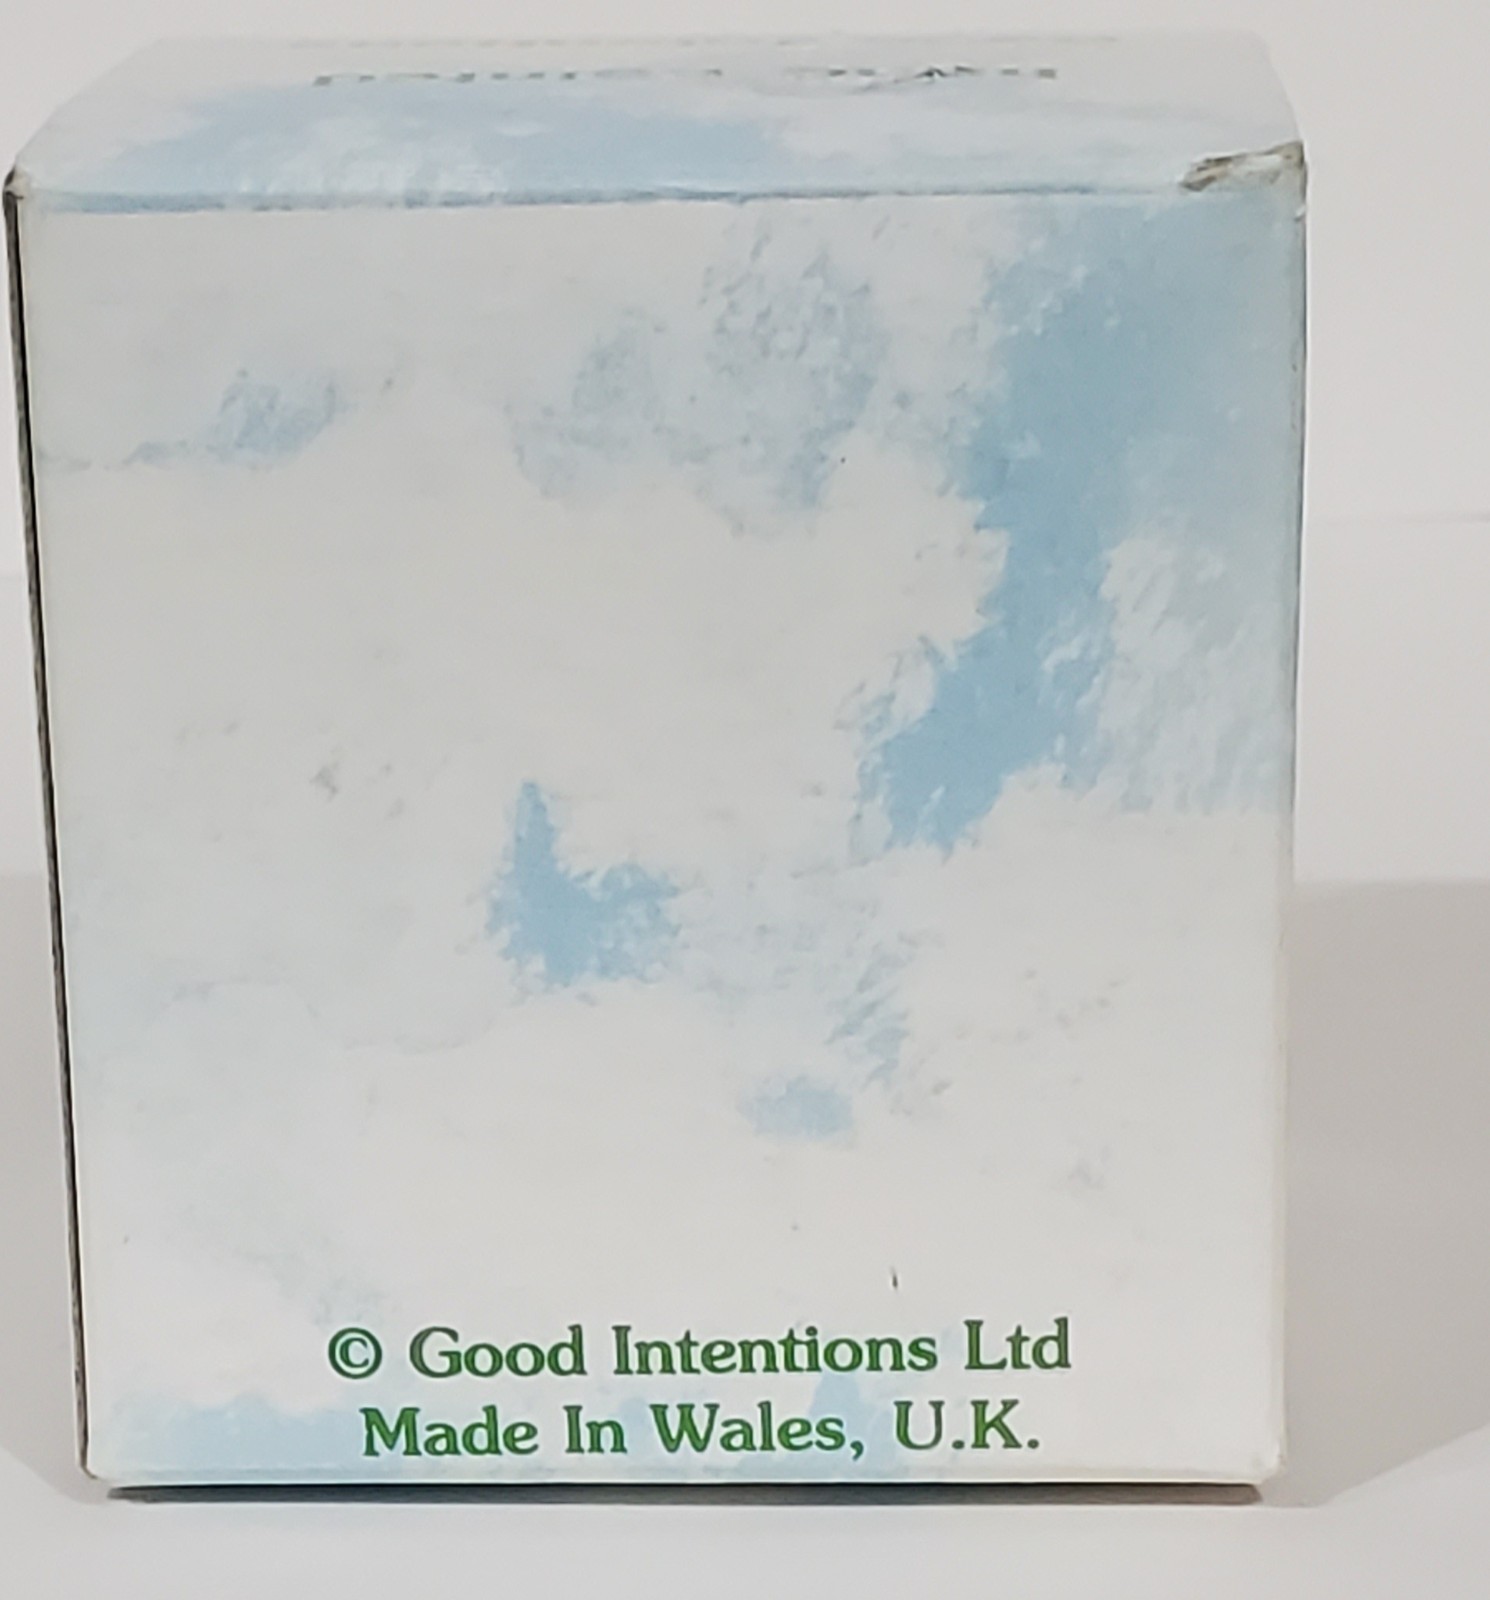 © Good Intentions Ltd
Made In Wales, U.K.